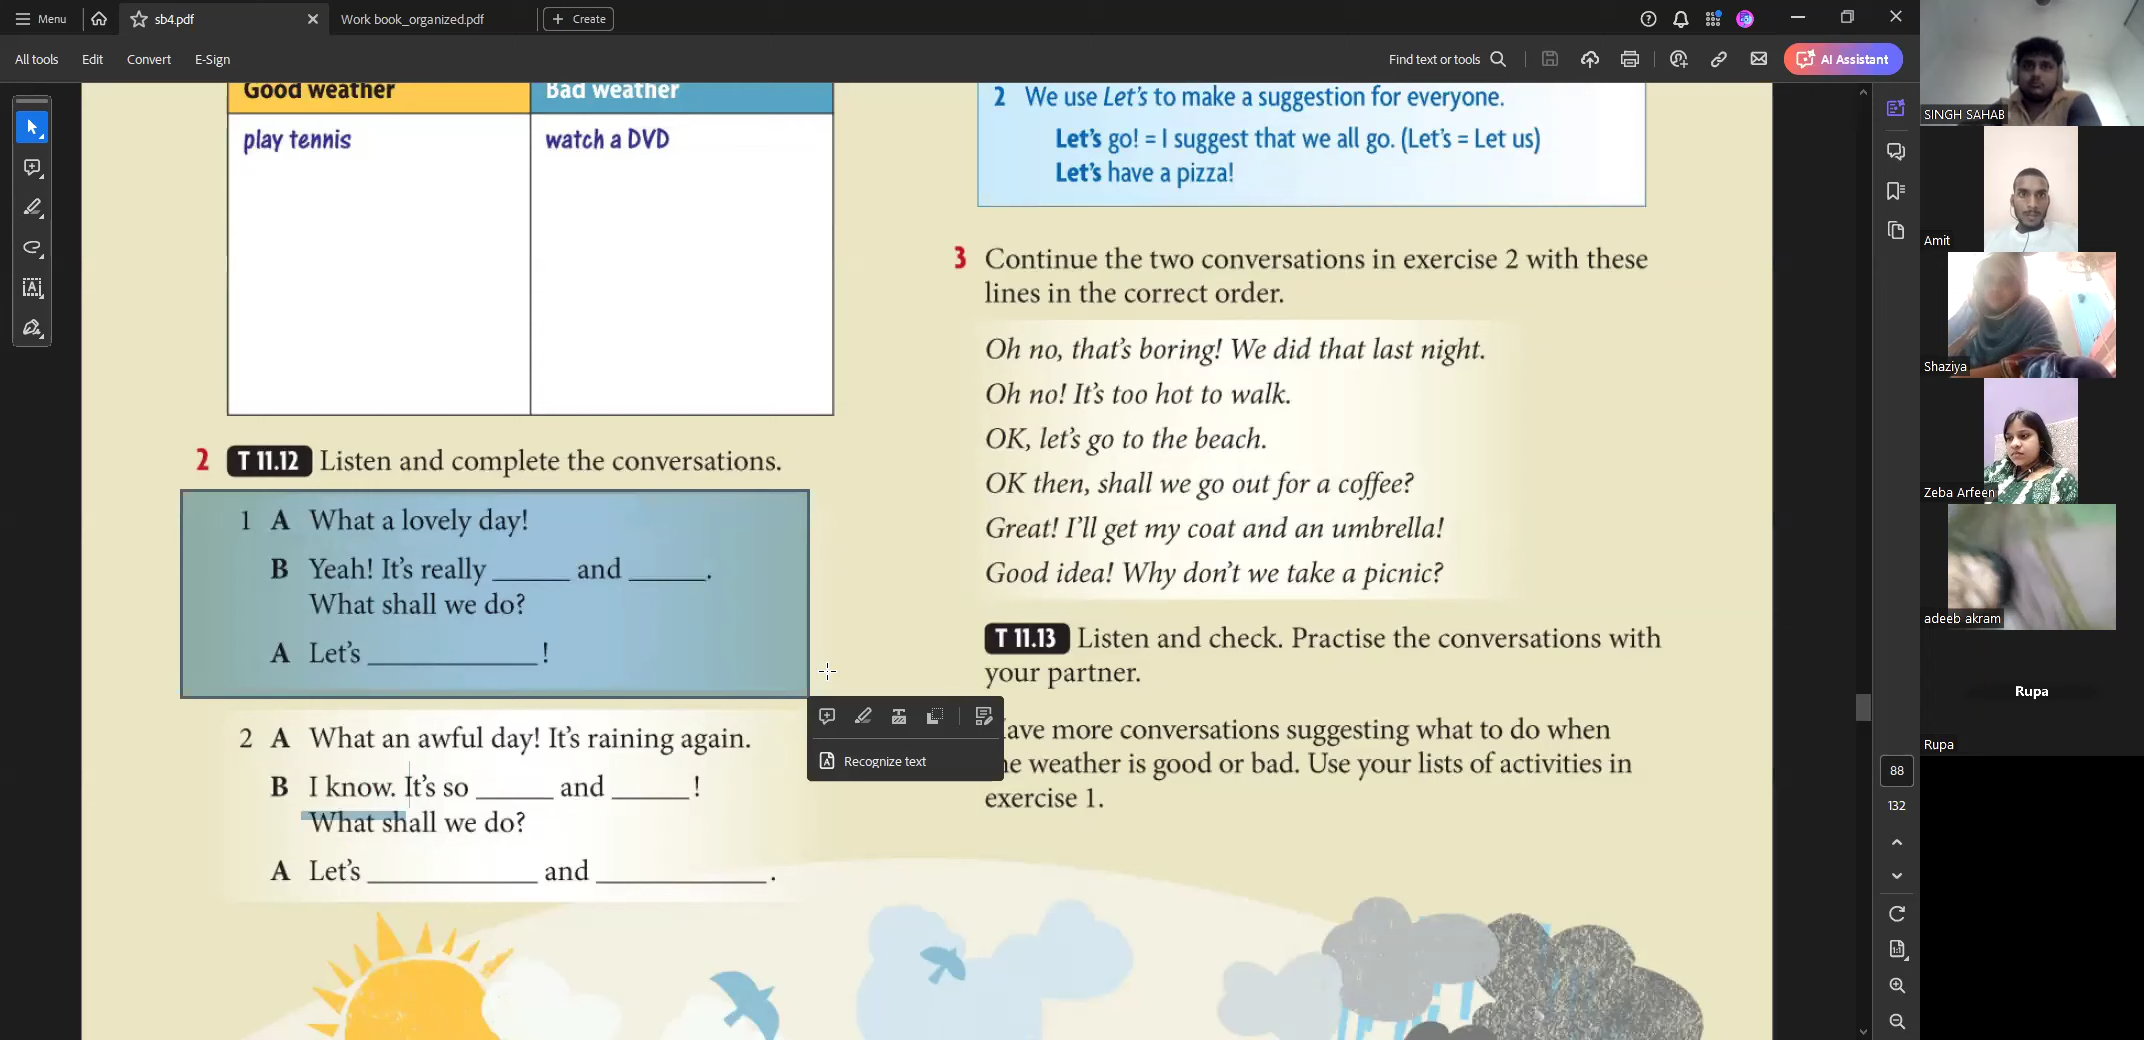 Menu
sb4.pdf
Work book_organized.pdf
Create
All tools
Edit
Convert
E-Sign
Find text or tools
AI Assistant
Good weather
Bad weather
play tennis
watch a DVD
2 T 11.12 Listen and complete the conversations.
1 A What a lovely day!
B Yeah! It's really ______ and ______.
What shall we do?
A Let's ______________ !
2 A What an awful day! It's raining again.
B I know. It's so ______ and ______ !
What shall we do?
A Let's ______________ and ______________ .
2 We use Let's to make a suggestion for everyone.
Let's go! = I suggest that we all go. (Let's = Let us)
Let's have a pizza!
3 Continue the two conversations in exercise 2 with these
lines in the correct order.
Oh no, that's boring! We did that last night.
Oh no! It's too hot to walk.
OK, let's go to the beach.
OK then, shall we go out for a coffee?
Great! I'll get my coat and an umbrella!
Good idea! Why don't we take a picnic?
T 11.13 Listen and check. Practise the conversations with
your partner.
ave more conversations suggesting what to do when
e weather is good or bad. Use your lists of activities in
exercise 1.
Recognize text
88
132
SINGH SAHAB
Amit
Shaziya
Zeba Arfeen
adeeb akram
Rupa
Rupa